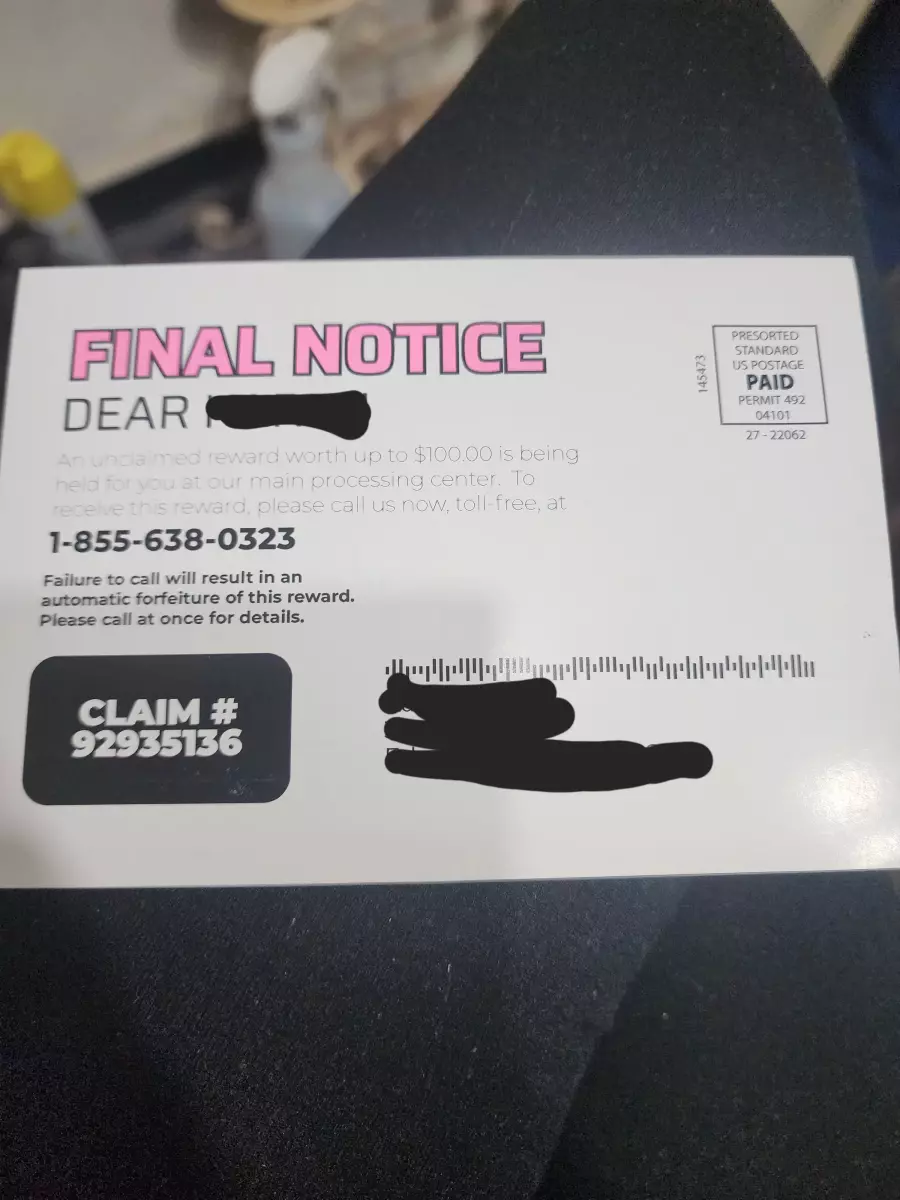 FINAL NOTICE
DEAR
An unclaimed reward worth up to $100.00 is being
held for you at our main processing center. To
receive this reward, please call us now, toll-free, at
1-855-638-0323
Failure to call will result in an
automatic forfeiture of this reward.
Please call at once for details.
CLAIM #
92935136
PRESORTED
STANDARD
US POSTAGE
PAID
PERMIT 492
04101
27 - 22062
145473